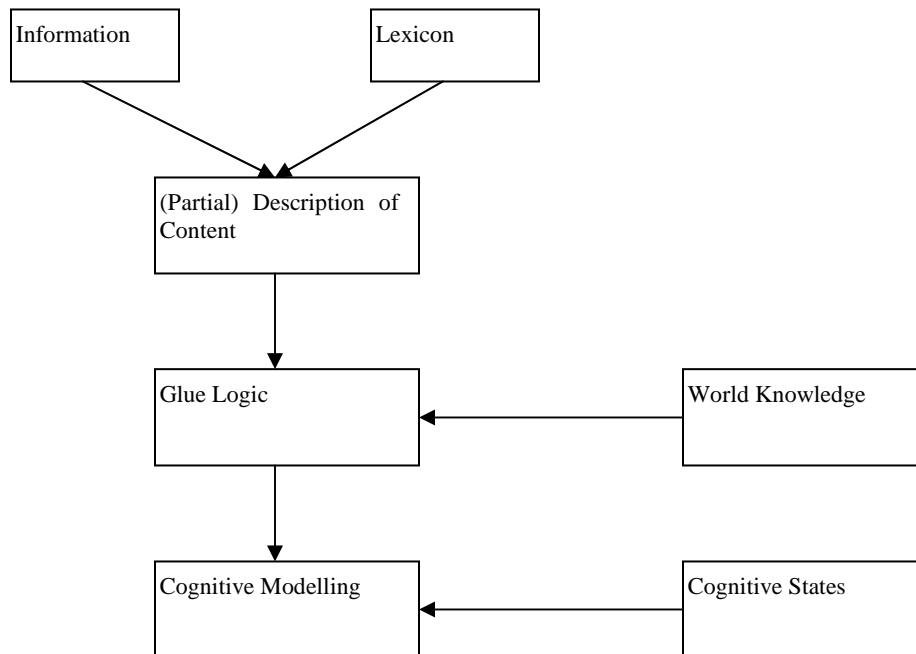 Information
Lexicon
(Partial) Description of
Content
Glue Logic
World Knowledge
Cognitive Modelling
Cognitive States